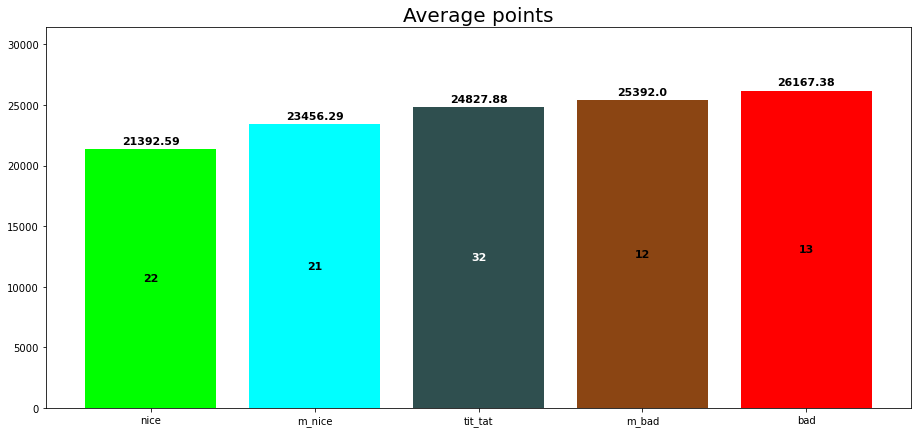 Average points
30000
25000
20000
15000
10000
5000
0
21392.59
23456.29
24827.88
25392.0
26167.38
22
21
32
12
13
nice
m_nice
tit_tat
m_bad
bad